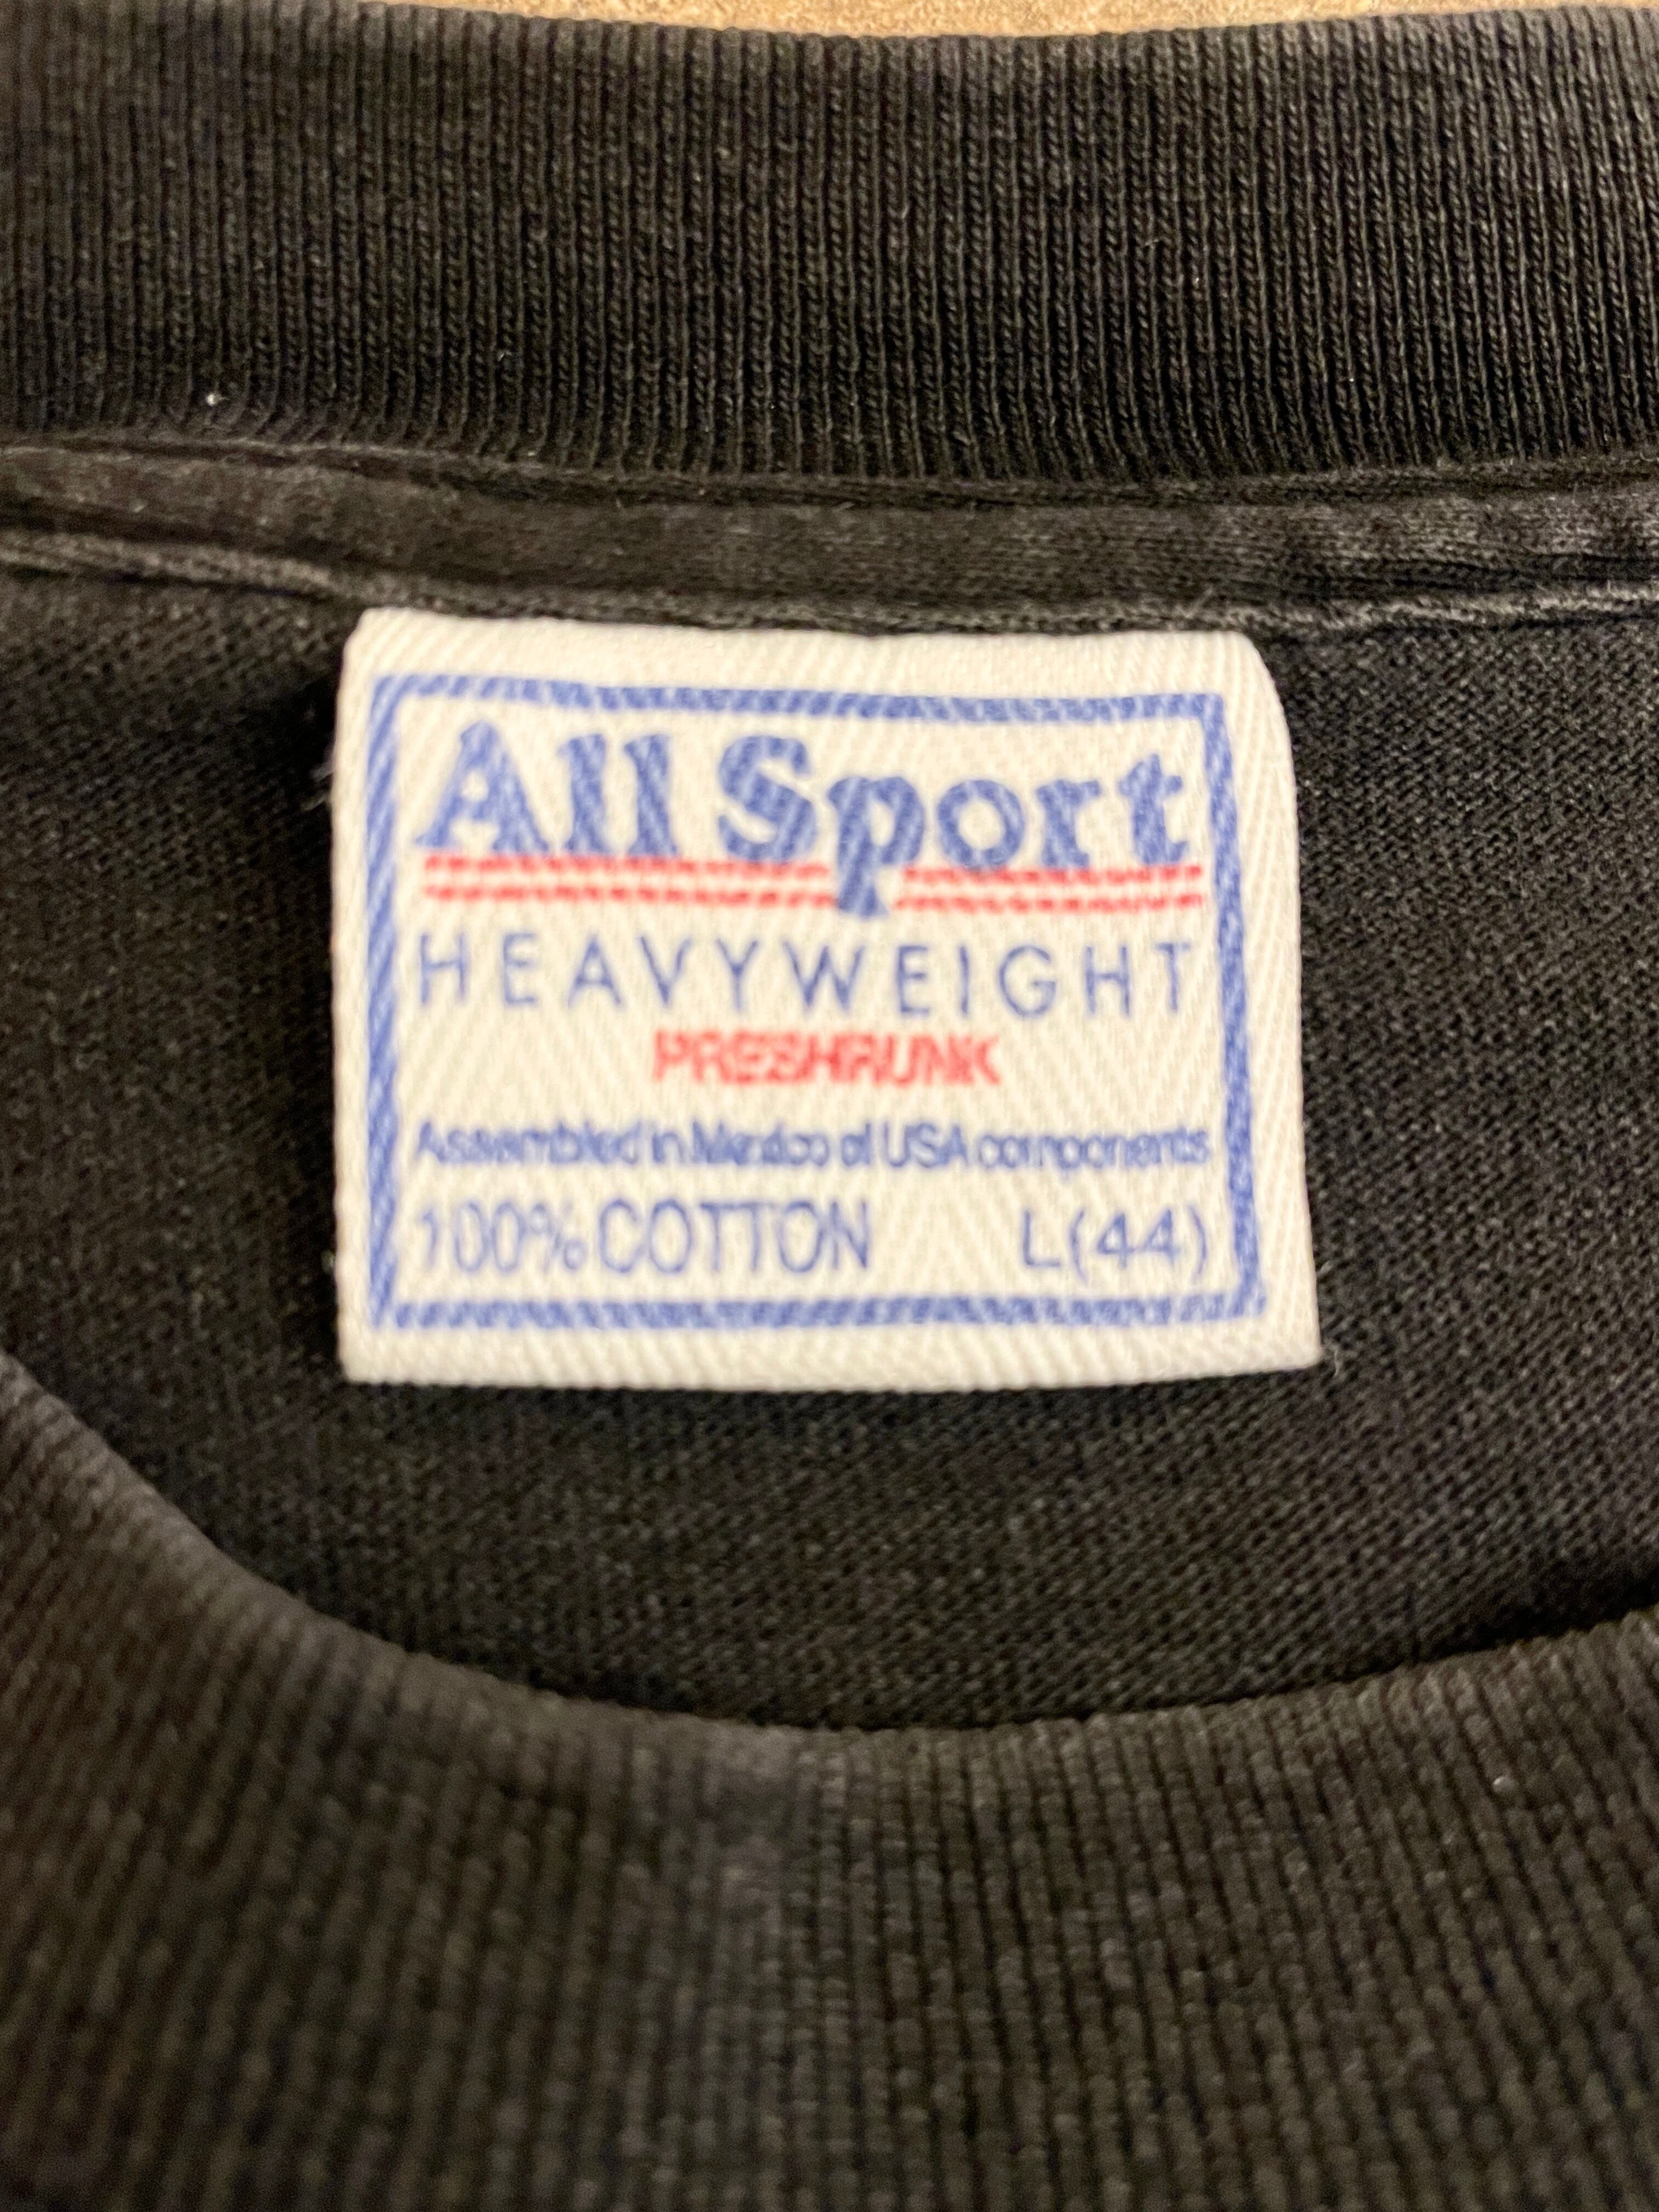 All Sport
HEAVYWEIGHT
PRESHRUNK
Assembled in Mexico of USA components
100% COTTON L(44)